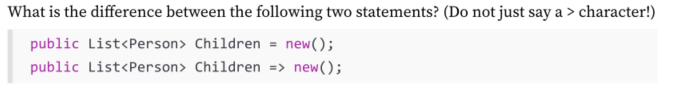 What is the difference between the following two statements? (Do not just say a > character!)
public List<Person> Children = new();
public List<Person> Children => new();